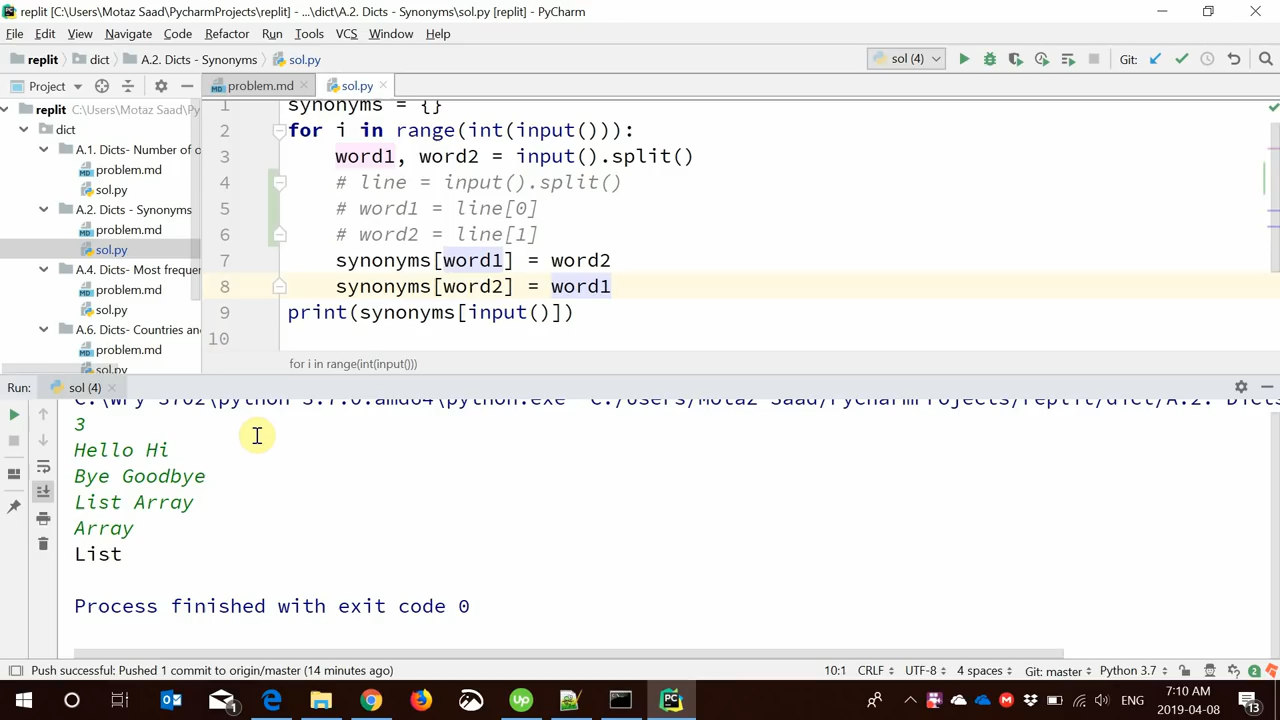 replit [C:\Users\Motaz Saad\PycharmProjects\replit] - ...\dict\A.2. Dicts - Synonyms\sol.py [replit] - PyCharm
File Edit View Navigate Code Refactor Run Tools VCS Window Help
replit dict A.2. Dicts - Synonyms sol.py sol (4) Git:
Project problem.md sol.py
replit C:\Users\Motaz Saad\Py
dict
A.1. Dicts- Number of o
problem.md
sol.py
A.2. Dicts - Synonyms
problem.md
sol.py
A.4. Dicts- Most freque
problem.md
sol.py
A.6. Dicts- Countries an
problem.md
sol.py
1 synonyms = {}
2 for i in range(int(input())):
3 word1, word2 = input().split()
4 # line = input().split()
5 # word1 = line[0]
6 # word2 = line[1]
7 synonyms[word1] = word2
8 synonyms[word2] = word1
9 print(synonyms[input()])
10
for i in range(int(input()))
Run: sol (4)
3
Hello Hi
Bye Goodbye
List Array
Array
List
Process finished with exit code 0
Push successful: Pushed 1 commit to origin/master (14 minutes ago) 10:1 CRLF UTF-8 4 spaces Git: master Python 3.7 2
1 up PC ENG 7:10 AM 13
2019-04-08